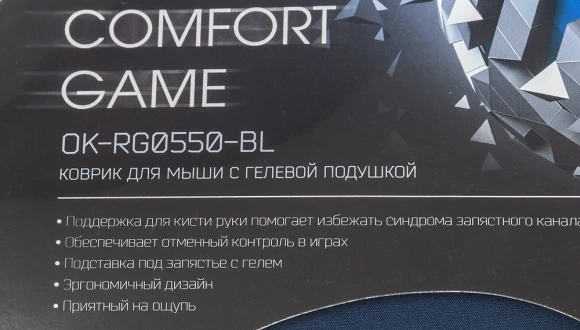 COMFORT
GAME
OK-RG0550-BL
КОВРИК ДЛЯ МЫШИ С ГЕЛЕВОЙ ПОДУШКОЙ
• Поддержка для кисти руки помогает избежать синдрома запястного канала
• Обеспечивает отменный контроль в играх
• Подставка под запястье с гелем
• Эргономичный дизайн
• Приятный на ощупь